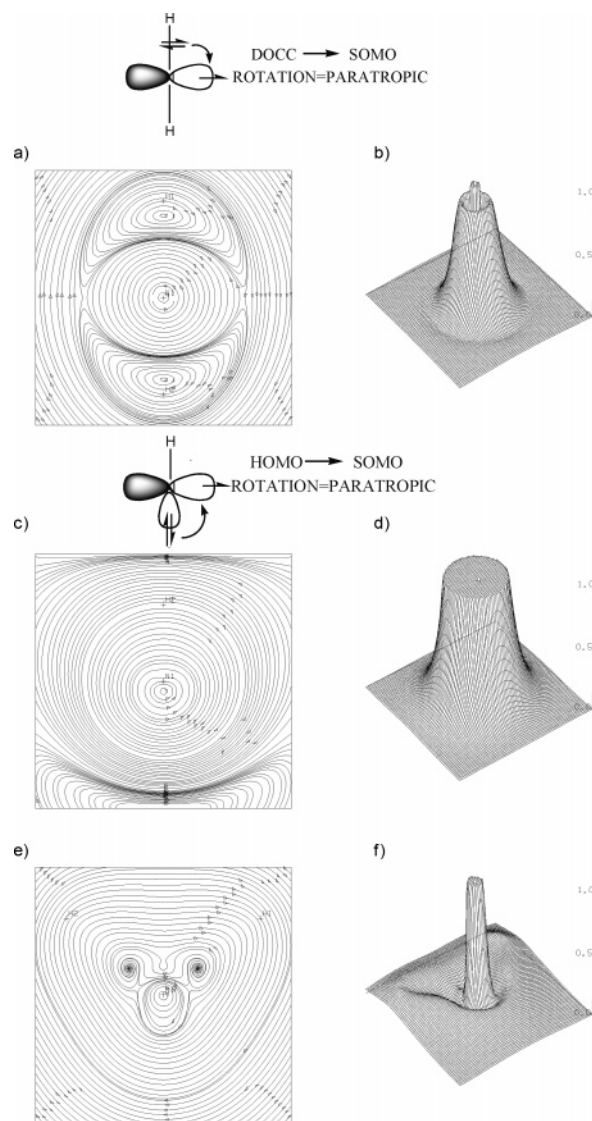 H
DOCC → SOMO
ROTATION=PARATROPIC
H
a)
b)
1.0
0.5
H
HOMO → SOMO
ROTATION=PARATROPIC
c)
d)
1.0
0.5
N1
e)
f)
1.0
0.5